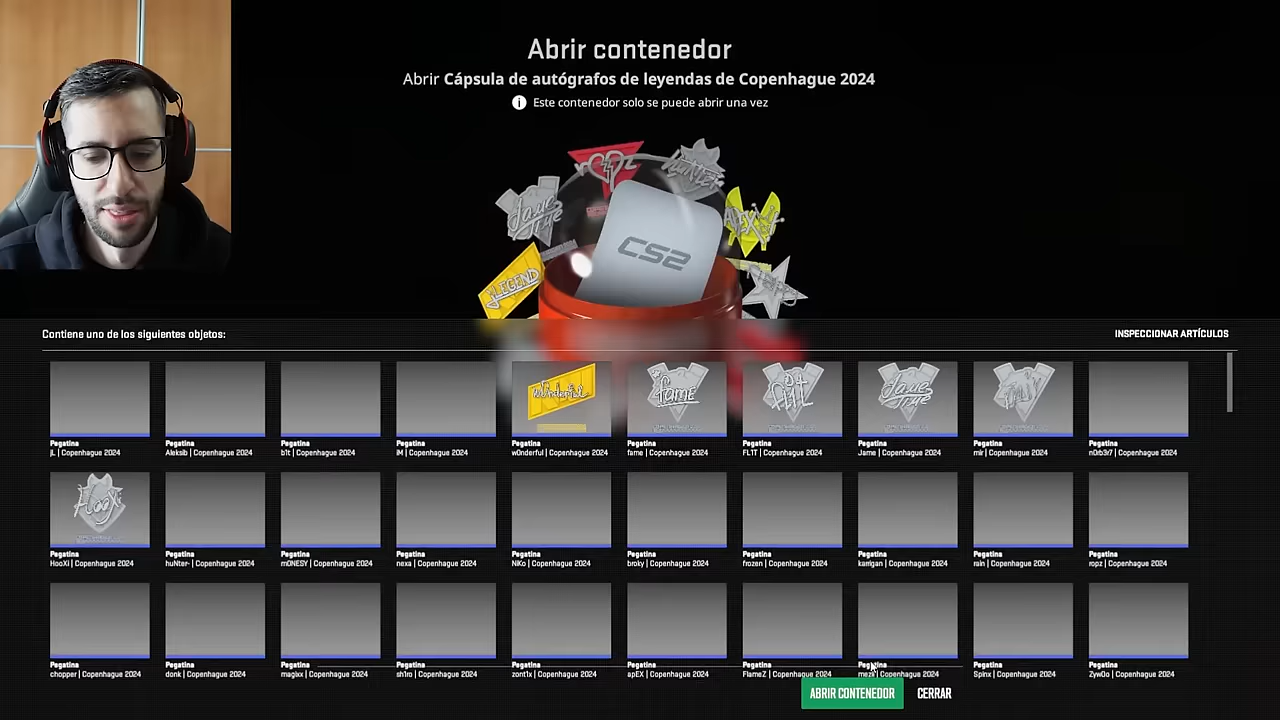 Abrir contenedor
Abrir Cápsula de autógrafos de leyendas de Copenhague 2024
Este contenedor solo se puede abrir una vez
CS2
LEGEND
Contiene uno de los siguientes objetos:
INSPECCIONAR ARTÍCULOS
w0nderful
fame
FL1T
Jame
Pegatina Pegatina Pegatina Pegatina Pegatina Pegatina Pegatina Pegatina Pegatina Pegatina
jL | Copenhague 2024 Aleksib | Copenhague 2024 b1t | Copenhague 2024 iM | Copenhague 2024 w0nderful | Copenhague 2024 fame | Copenhague 2024 FL1T | Copenhague 2024 Jame | Copenhague 2024 mir | Copenhague 2024 n0rb3r7 | Copenhague 2024
HooXi
Pegatina Pegatina Pegatina Pegatina Pegatina Pegatina Pegatina Pegatina Pegatina Pegatina
HooXi | Copenhague 2024 huNter- | Copenhague 2024 m0NESY | Copenhague 2024 nexa | Copenhague 2024 NiKo | Copenhague 2024 broky | Copenhague 2024 frozen | Copenhague 2024 karrigan | Copenhague 2024 rain | Copenhague 2024 ropz | Copenhague 2024
Pegatina Pegatina Pegatina Pegatina Pegatina Pegatina Pegatina Pegatina Pegatina Pegatina
chopper | Copenhague 2024 donk | Copenhague 2024 magixx | Copenhague 2024 sh1ro | Copenhague 2024 zont1x | Copenhague 2024 apEX | Copenhague 2024 FlameZ | Copenhague 2024 mezii | Copenhague 2024 Spinx | Copenhague 2024 ZywOo | Copenhague 2024
ABRIR CONTENEDOR
CERRAR